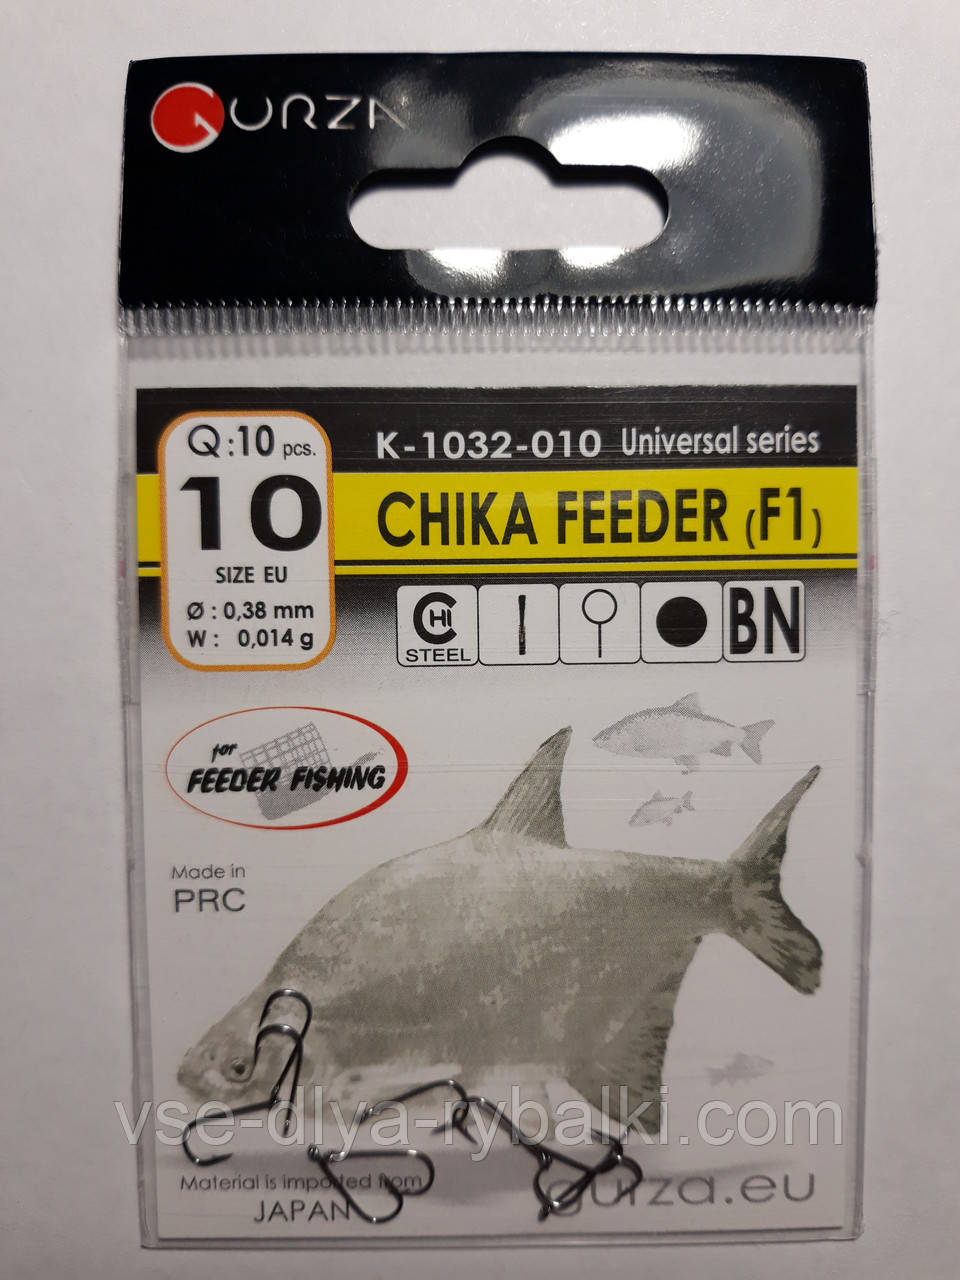 GURZA
Q:10 pcs.
10
SIZE EU
Ø : 0,38 mm
W : 0,014 g
K-1032-010 Universal series
CHIKA FEEDER (F1)
CHI
STEEL
BN
for
FEEDER FISHING
Made in
PRC
vse-dlya-rybalki.com
Material is imported from
JAPAN
gurza.eu